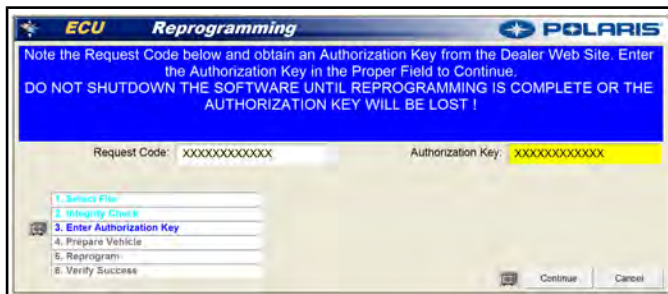 ECU Reprogramming POLARIS
Note the Request Code below and obtain an Authorization Key from the Dealer Web Site. Enter
the Authorization Key in the Proper Field to Continue.
DO NOT SHUTDOWN THE SOFTWARE UNTIL REPROGRAMMING IS COMPLETE OR THE
AUTHORIZATION KEY WILL BE LOST !
Request Code: XXXXXXXXXXXX Authorization Key: XXXXXXXXXXXX
1. Select File
2. Integrity Check
3. Enter Authorization Key
4. Prepare Vehicle
5. Reprogram
6. Verify Success
Continue Cancel